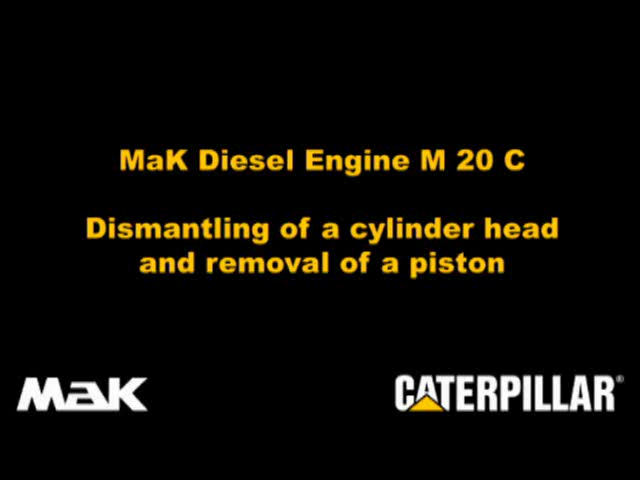 MaK Diesel Engine M 20 C
Dismantling of a cylinder head
and removal of a piston
MaK
CATERPILLAR®